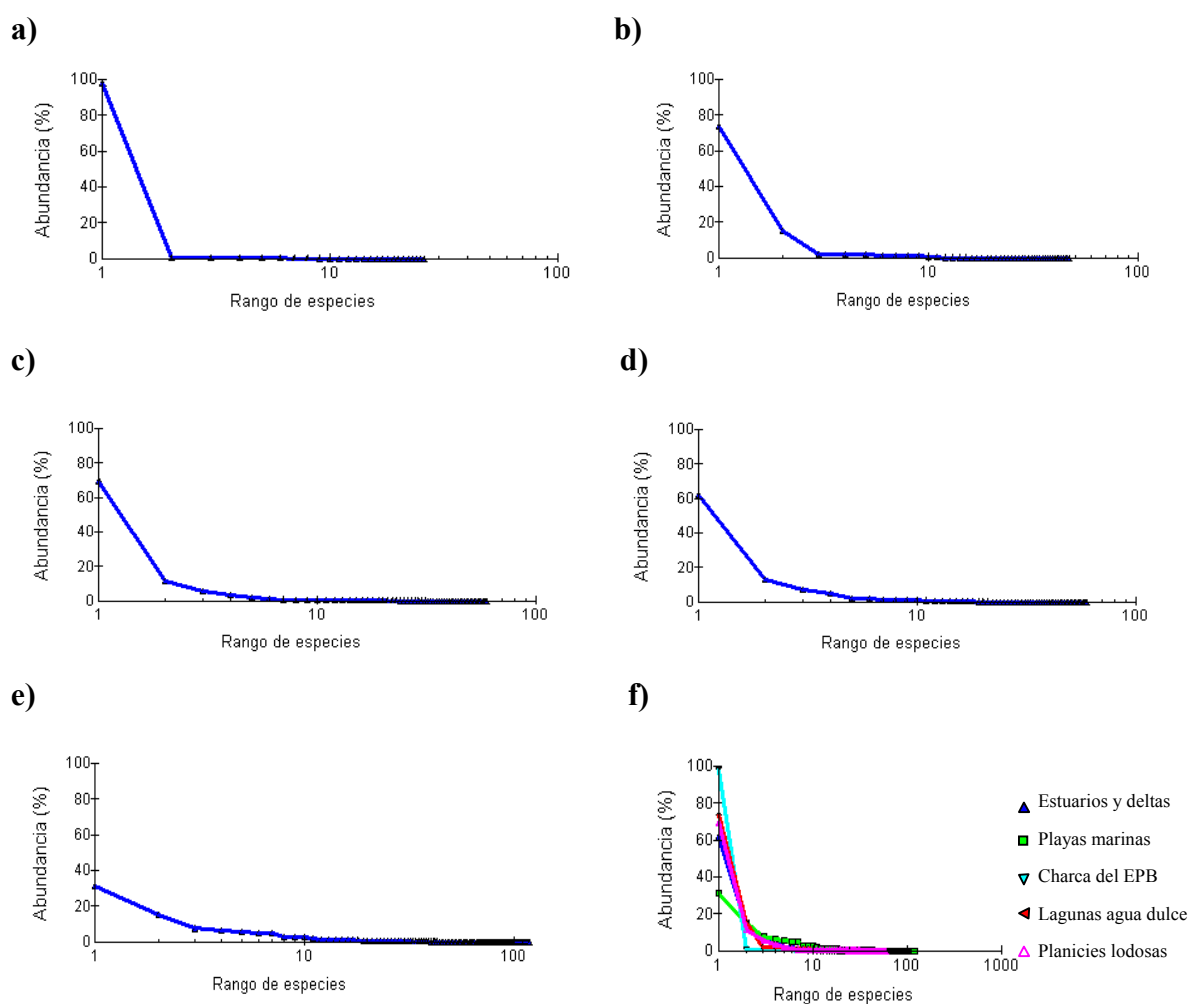 a)
b)
100
80
60
40
20
0
Abundancia (%)
1
10
100
Rango de especies
100
80
60
40
20
0
Abundancia (%)
1
10
100
Rango de especies
c)
d)
100
80
60
40
20
0
Abundancia (%)
1
10
100
Rango de especies
100
80
60
40
20
0
Abundancia (%)
1
10
100
Rango de especies
e)
f)
100
80
60
40
20
0
Abundancia (%)
1
10
100
Rango de especies
100
80
60
40
20
0
Abundancia (%)
1
10
100
1000
Rango de especies
Estuarios y deltas
Playas marinas
Charca del EPB
Lagunas agua dulce
Planicies lodosas